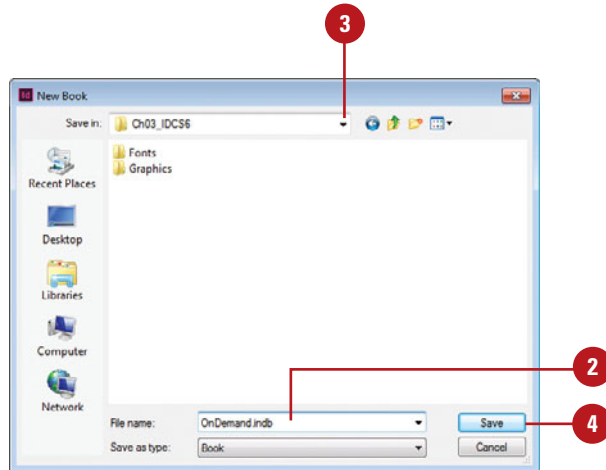 3
Id New Book
Save in: Ch03_IDCS6
Fonts
Graphics
Recent Places
Desktop
Libraries
Computer
Network
2
File name: OnDemand.indb Save
4
Save as type: Book Cancel